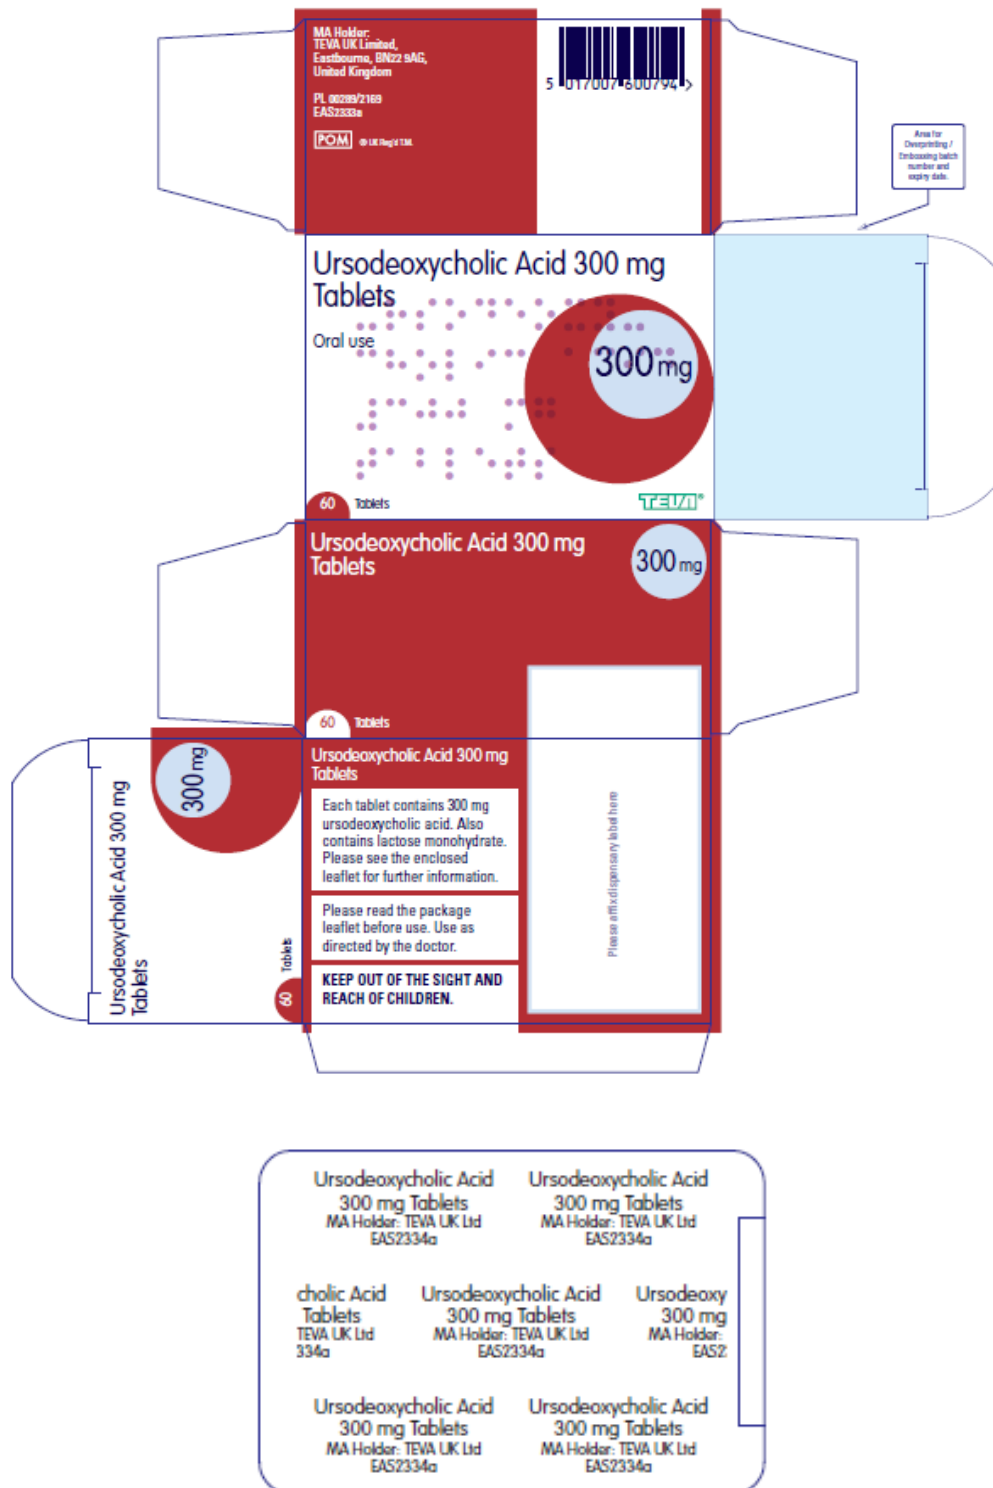 MA Holder:
TEVA UK Limited,
Eastbourne, BN22 9AG,
United Kingdom
PL 00289/2169
EAS2333a
POM ® UK Reg'd T.M.
5 017007 600794 >
Area for
Overprinting /
Embossing batch
number and
expiry date.
Ursodeoxycholic Acid 300 mg
Tablets
Oral use
300 mg
60 Tablets
TEVA®
Ursodeoxycholic Acid 300 mg
Tablets
300 mg
60 Tablets
Ursodeoxycholic Acid 300 mg
Tablets
300 mg
60 Tablets
Ursodeoxycholic Acid 300 mg
Tablets
Each tablet contains 300 mg
ursodeoxycholic acid. Also
contains lactose monohydrate.
Please see the enclosed
leaflet for further information.
Please read the package
leaflet before use. Use as
directed by the doctor.
KEEP OUT OF THE SIGHT AND
REACH OF CHILDREN.
Please affix dispensary label here
Ursodeoxycholic Acid
300 mg Tablets
MA Holder: TEVA UK Ltd
EAS2334a
Ursodeoxycholic Acid
300 mg Tablets
MA Holder: TEVA UK Ltd
EAS2334a
cholic Acid
Tablets
TEVA UK Ltd
334a
Ursodeoxycholic Acid
300 mg Tablets
MA Holder: TEVA UK Ltd
EAS2334a
Ursodeoxy
300 mg
MA Holder:
EAS2
Ursodeoxycholic Acid
300 mg Tablets
MA Holder: TEVA UK Ltd
EAS2334a
Ursodeoxycholic Acid
300 mg Tablets
MA Holder: TEVA UK Ltd
EAS2334a